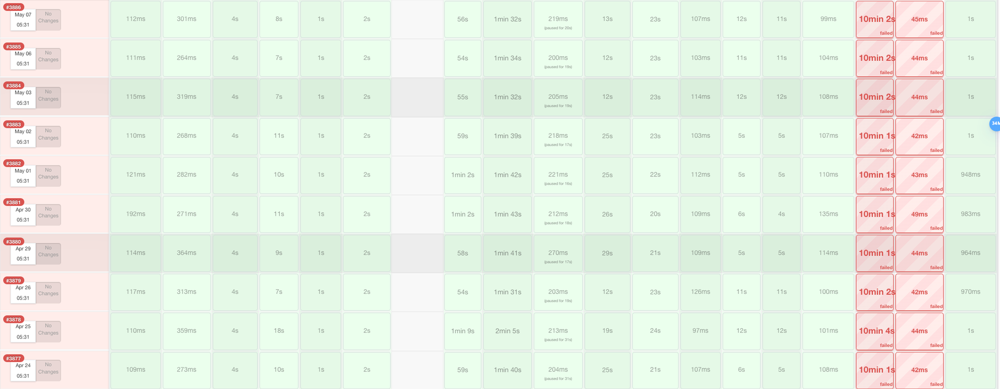 #3886
May 07 No Changes
05:31
112ms 301ms 4s 8s 1s 2s 56s 1min 32s 219ms 13s 23s 107ms 12s 11s 99ms 10min 2s 45ms 1s
(paused for 20s) failed failed
#3885
May 06 No Changes
05:31
111ms 264ms 4s 7s 1s 2s 54s 1min 34s 200ms 12s 23s 103ms 11s 11s 104ms 10min 2s 44ms 1s
(paused for 19s) failed failed
#3884
May 03 No Changes
05:31
115ms 319ms 4s 7s 1s 2s 55s 1min 32s 205ms 12s 23s 114ms 12s 12s 108ms 10min 2s 44ms 1s
(paused for 19s) failed failed
#3883
May 02 No Changes
05:31
110ms 268ms 4s 11s 1s 2s 59s 1min 39s 218ms 25s 23s 103ms 5s 5s 107ms 10min 1s 42ms 1s
(paused for 17s) failed failed
34M
#3882
May 01 No Changes
05:31
121ms 282ms 4s 10s 1s 2s 1min 2s 1min 42s 221ms 25s 22s 112ms 5s 5s 110ms 10min 1s 43ms 948ms
(paused for 16s) failed failed
#3881
Apr 30 No Changes
05:31
192ms 271ms 4s 11s 1s 2s 1min 2s 1min 43s 212ms 26s 20s 109ms 6s 4s 135ms 10min 1s 49ms 983ms
(paused for 18s) failed failed
#3880
Apr 29 No Changes
05:31
114ms 364ms 4s 9s 1s 2s 58s 1min 41s 270ms 29s 21s 109ms 5s 5s 114ms 10min 1s 44ms 964ms
(paused for 17s) failed failed
#3879
Apr 26 No Changes
05:31
117ms 313ms 4s 7s 1s 2s 54s 1min 31s 203ms 12s 23s 126ms 11s 11s 100ms 10min 2s 42ms 970ms
(paused for 19s) failed failed
#3878
Apr 25 No Changes
05:31
110ms 359ms 4s 18s 1s 2s 1min 9s 2min 5s 213ms 19s 24s 97ms 12s 12s 101ms 10min 4s 44ms 1s
(paused for 31s) failed failed
#3877
Apr 24 No Changes
05:31
109ms 273ms 4s 10s 1s 2s 59s 1min 40s 204ms 25s 21s 107ms 6s 5s 108ms 10min 1s 42ms 1s
(paused for 31s) failed failed